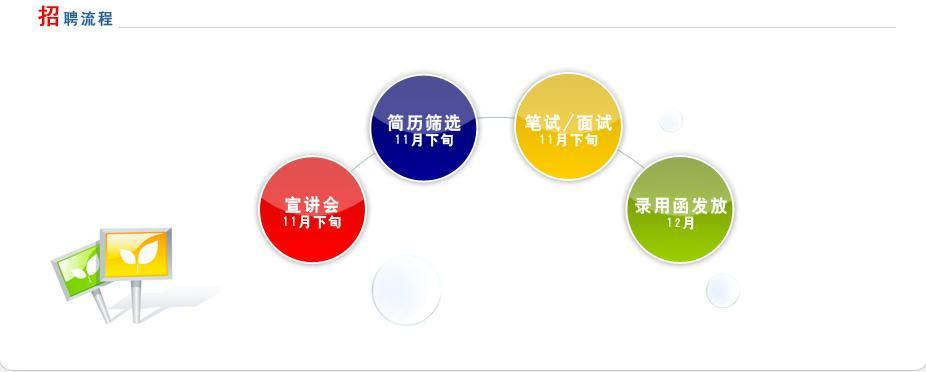 招聘流程
宣讲会
11月下旬
简历筛选
11月下旬
笔试/面试
11月下旬
录用函发放
12月